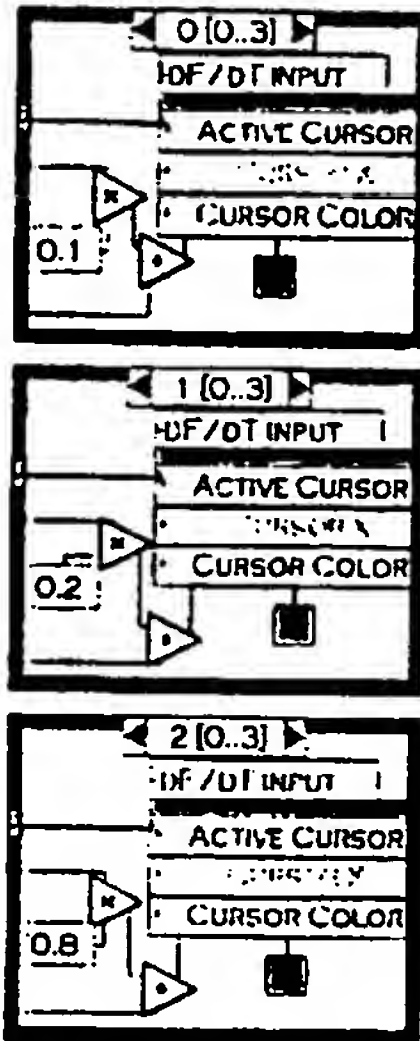 0 [0..3]
DF/DT INPUT
ACTIVE CURSOR
CURSOR COLOR
0.1
1 [0..3]
DF/DT INPUT
ACTIVE CURSOR
CURSOR X
CURSOR COLOR
0.2
2 [0..3]
DF/DT INPUT
ACTIVE CURSOR
CURSOR COLOR
0.8